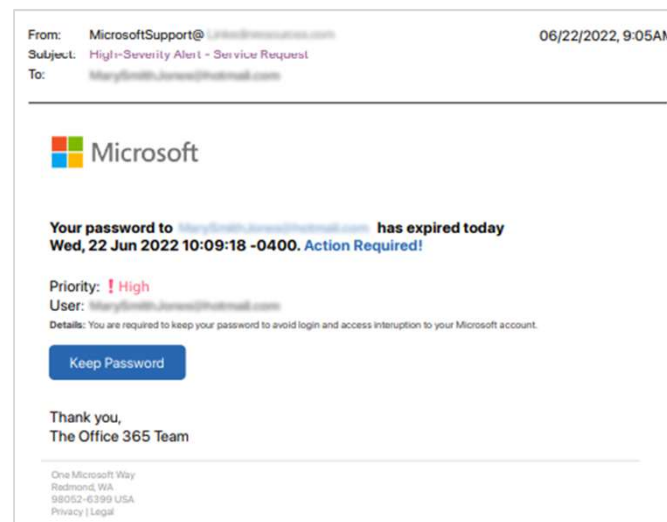 From: MicrosoftSupport@ 06/22/2022, 9:05AM
Subject: High-Severity Alert - Service Request
To:
Microsoft
Your password to has expired today
Wed, 22 Jun 2022 10:09:18 -0400. Action Required!
Priority: ! High
User:
Details: You are required to keep your password to avoid login and access interuption to your Microsoft account.
Keep Password
Thank you,
The Office 365 Team
One Microsoft Way
Redmond, WA
98052-6399 USA
Privacy | Legal